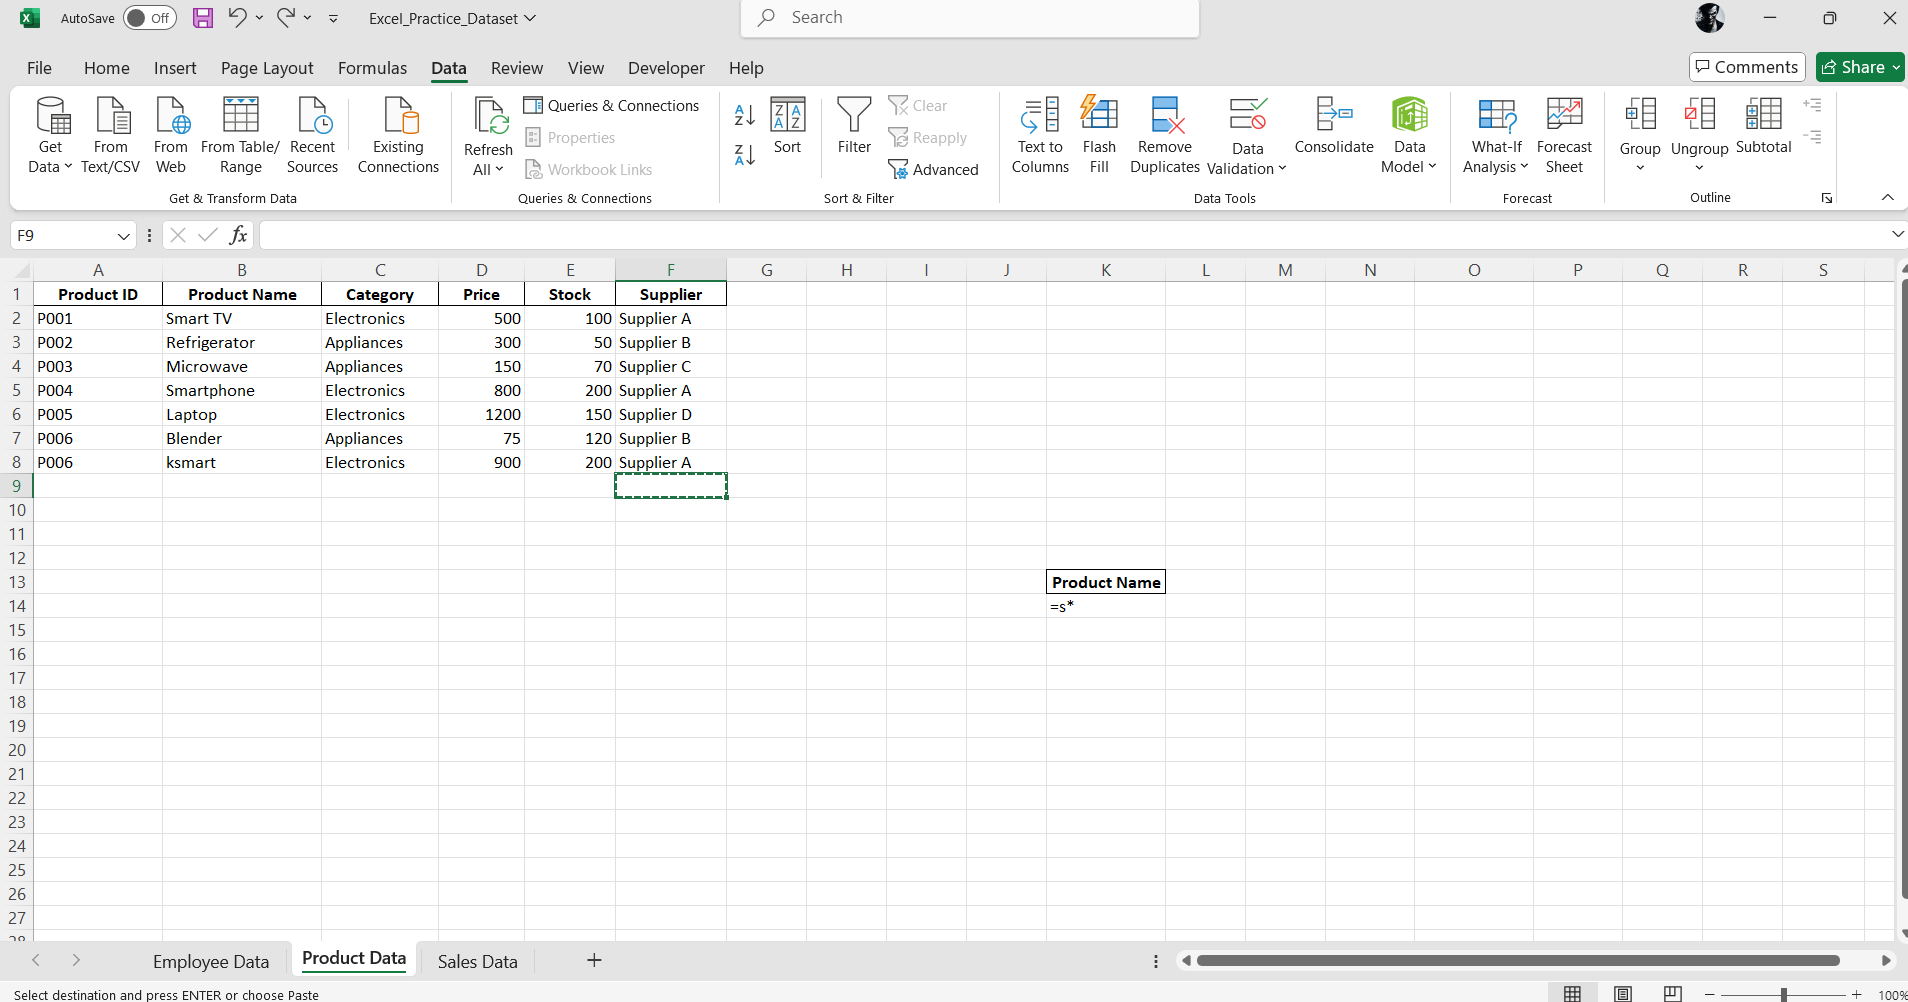 AutoSave Off Excel_Practice_Dataset Search
File Home Insert Page Layout Formulas Data Review View Developer Help Comments Share
Get Data
From Text/CSV
From Web
From Table/ Range
Recent Sources
Existing Connections
Get & Transform Data
Refresh All
Queries & Connections
Properties
Workbook Links
Queries & Connections
Sort
Filter
Clear
Reapply
Advanced
Sort & Filter
Text to Columns
Flash Fill
Remove Duplicates
Data Validation
Consolidate
Data Model
Data Tools
What-If Analysis
Forecast Sheet
Forecast
Group
Ungroup
Subtotal
Outline
F9 fx
A B C D E F G H I J K L M N O P Q R S
1 Product ID Product Name Category Price Stock Supplier
2 P001 Smart TV Electronics 500 100 Supplier A
3 P002 Refrigerator Appliances 300 50 Supplier B
4 P003 Microwave Appliances 150 70 Supplier C
5 P004 Smartphone Electronics 800 200 Supplier A
6 P005 Laptop Electronics 1200 150 Supplier D
7 P006 Blender Appliances 75 120 Supplier B
8 P006 ksmart Electronics 900 200 Supplier A
9
10
11
12
13 Product Name
14 =s*
15
16
17
18
19
20
21
22
23
24
25
26
27
28
Employee Data Product Data Sales Data
Select destination and press ENTER or choose Paste 100%